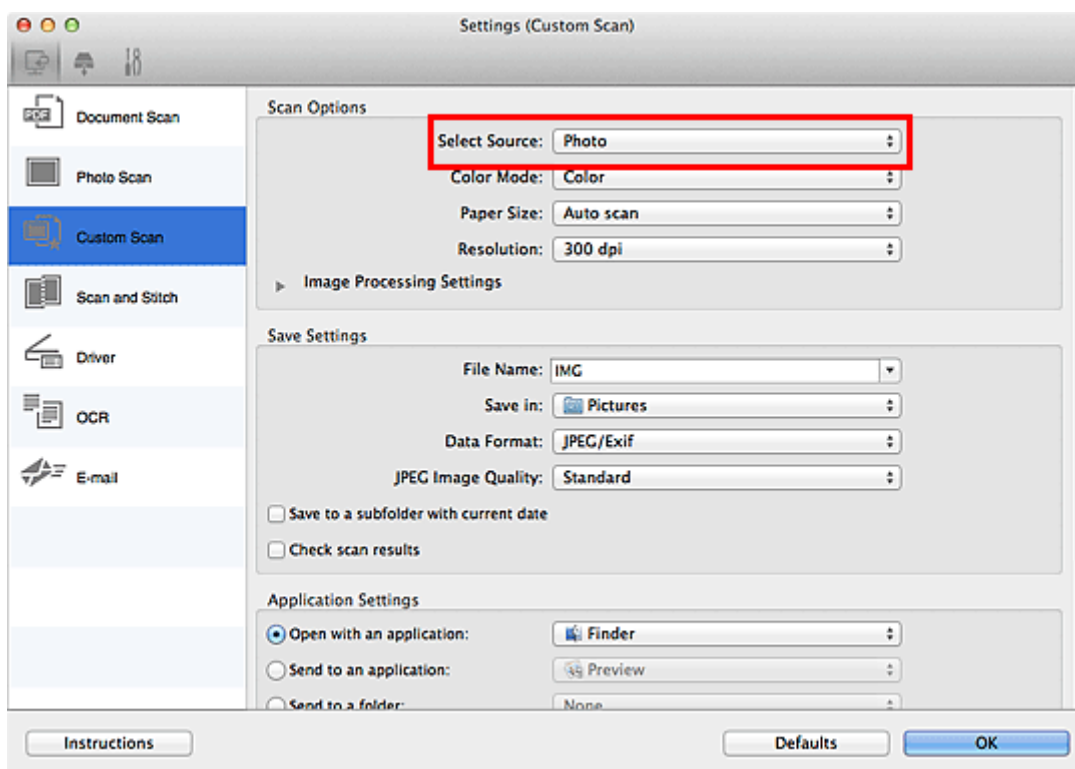 Settings (Custom Scan)
Document Scan
Photo Scan
Custom Scan
Scan and Stitch
Driver
OCR
E-mail
Scan Options
Select Source: Photo
Color Mode: Color
Paper Size: Auto scan
Resolution: 300 dpi
Image Processing Settings
Save Settings
File Name: IMG
Save in: Pictures
Data Format: JPEG/Exif
JPEG Image Quality: Standard
Save to a subfolder with current date
Check scan results
Application Settings
Open with an application: Finder
Send to an application: Preview
Send to a folder: None
Instructions
Defaults
OK